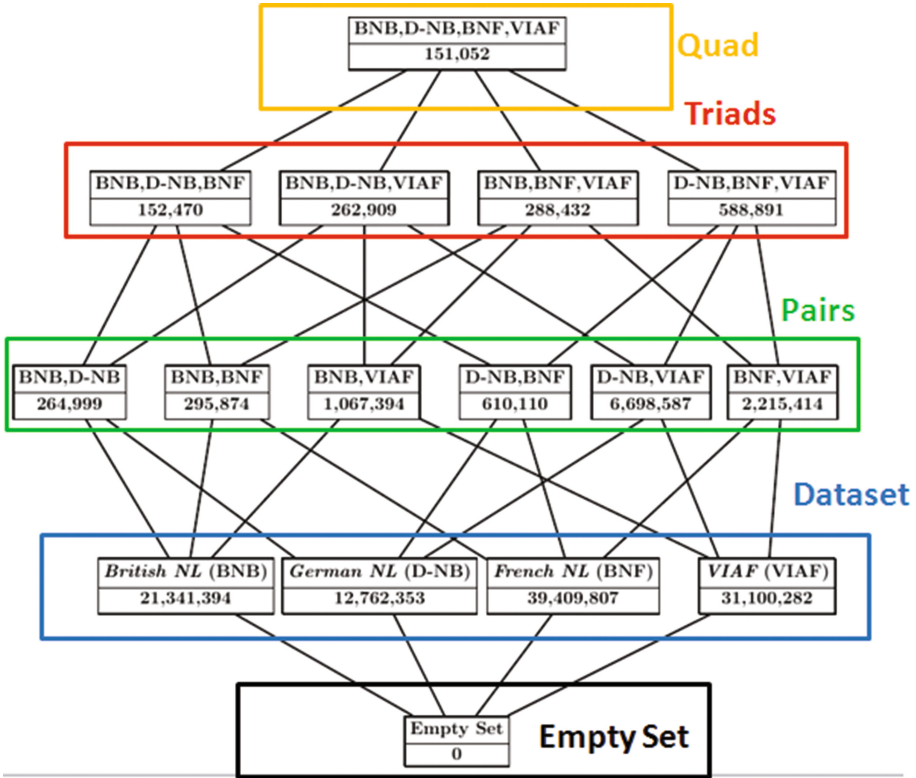 BNB,D-NB,BNF,VIAF
151,052
Quad
Triads
BNB,D-NB,BNF
152,470
BNB,D-NB,VIAF
262,909
BNB,BNF,VIAF
288,432
D-NB,BNF,VIAF
588,891
Pairs
BNB,D-NB
264,999
BNB,BNF
295,874
BNB,VIAF
1,067,394
D-NB,BNF
610,110
D-NB,VIAF
6,698,587
BNF,VIAF
2,215,414
Dataset
British NL (BNB)
21,341,394
German NL (D-NB)
12,762,353
French NL (BNF)
39,409,807
VIAF (VIAF)
31,100,282
Empty Set
0
Empty Set